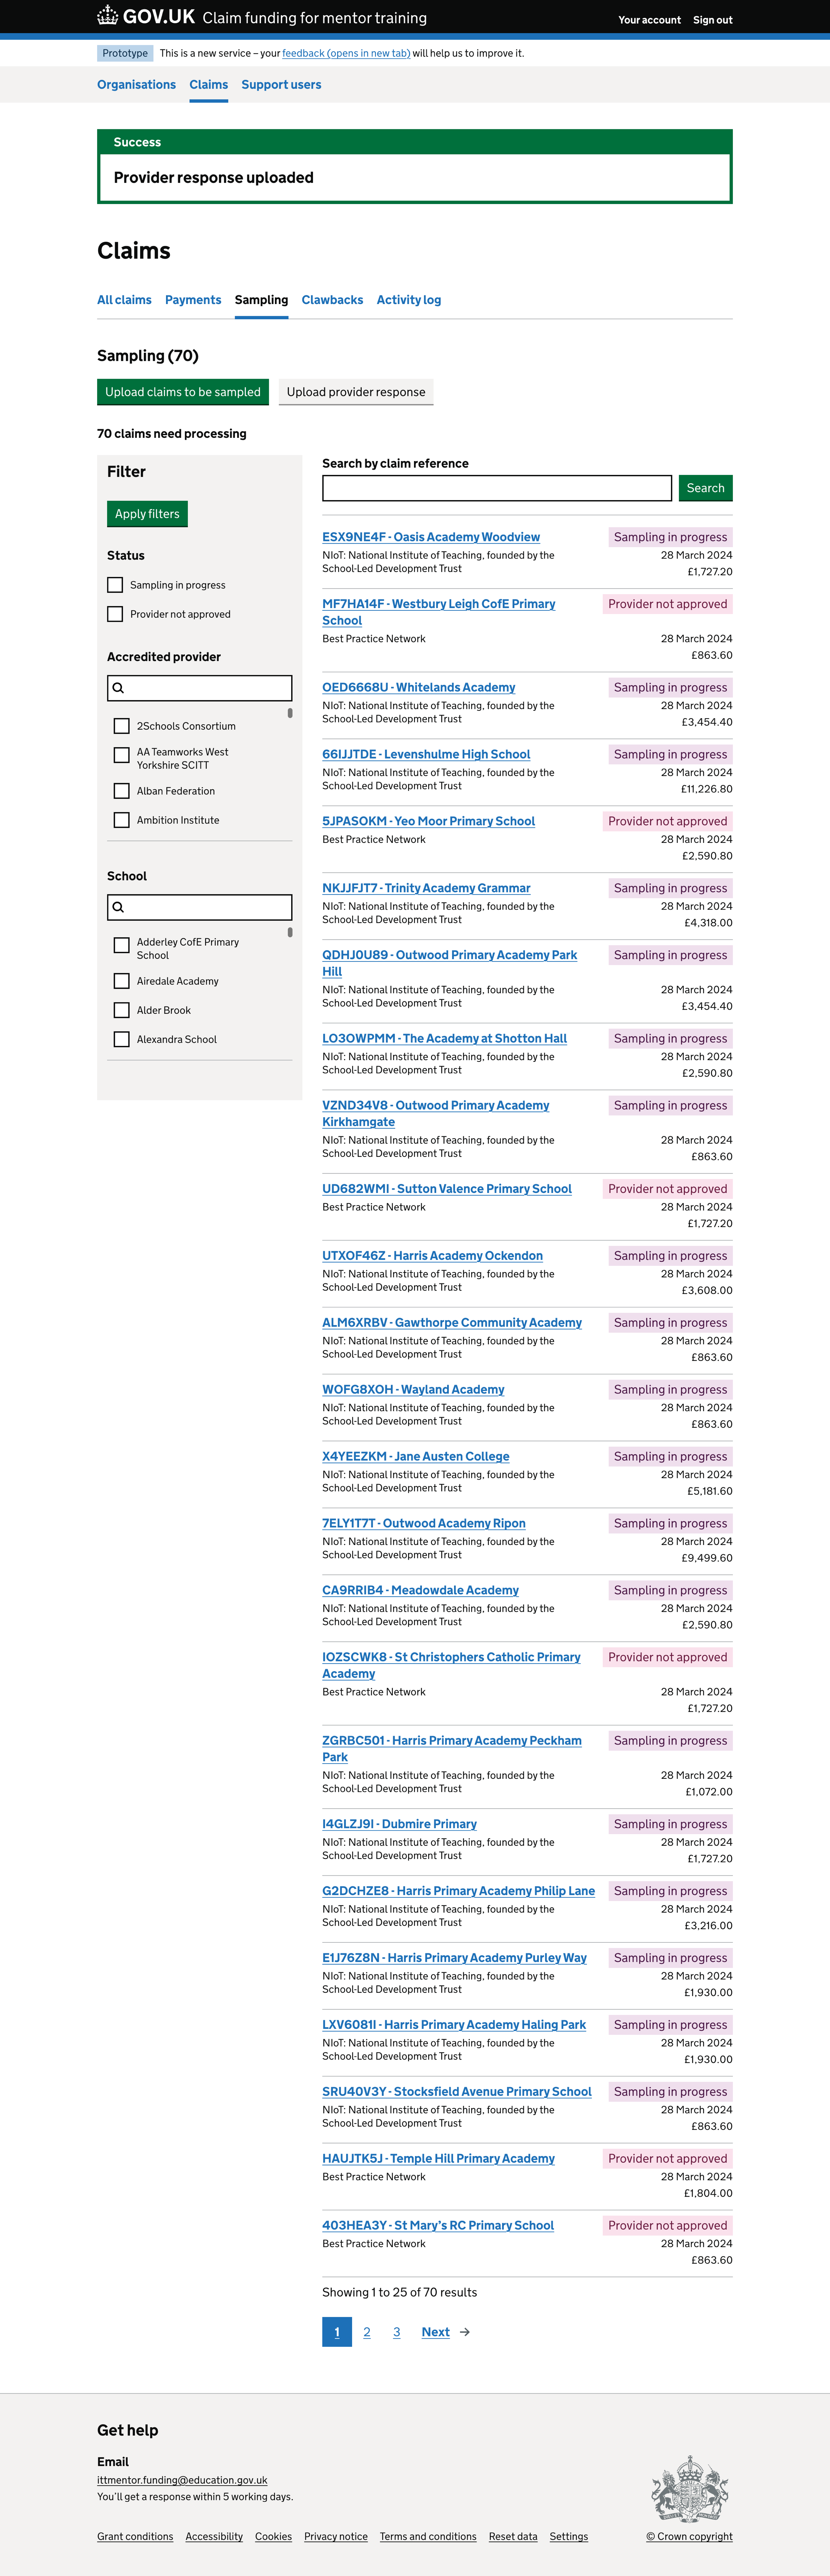 GOV.UK Claim funding for mentor training
Your account Sign out
Prototype This is a new service – your feedback (opens in new tab) will help us to improve it.
Organisations Claims Support users
Success
Provider response uploaded
Claims
All claims Payments Sampling Clawbacks Activity log
Sampling (70)
Upload claims to be sampled Upload provider response
70 claims need processing
Filter
Apply filters
Status
Sampling in progress
Provider not approved
Accredited provider
2Schools Consortium
AA Teamworks West
Yorkshire SCITT
Alban Federation
Ambition Institute
School
Adderley CofE Primary
School
Airedale Academy
Alder Brook
Alexandra School
Search by claim reference
Search
ESX9NE4F - Oasis Academy Woodview Sampling in progress
NIoT: National Institute of Teaching, founded by the 28 March 2024
School-Led Development Trust £1,727.20
MF7HA14F - Westbury Leigh CofE Primary Provider not approved
School
Best Practice Network 28 March 2024
£863.60
OED6668U - Whitelands Academy Sampling in progress
NIoT: National Institute of Teaching, founded by the 28 March 2024
School-Led Development Trust £3,454.40
66IJJTDE - Levenshulme High School Sampling in progress
NIoT: National Institute of Teaching, founded by the 28 March 2024
School-Led Development Trust £11,226.80
5JPASOKM - Yeo Moor Primary School Provider not approved
Best Practice Network 28 March 2024
£2,590.80
NKJJFJT7 - Trinity Academy Grammar Sampling in progress
NIoT: National Institute of Teaching, founded by the 28 March 2024
School-Led Development Trust £4,318.00
QDHJ0U89 - Outwood Primary Academy Park Sampling in progress
Hill
NIoT: National Institute of Teaching, founded by the 28 March 2024
School-Led Development Trust £3,454.40
LO3OWPMM - The Academy at Shotton Hall Sampling in progress
NIoT: National Institute of Teaching, founded by the 28 March 2024
School-Led Development Trust £2,590.80
VZND34V8 - Outwood Primary Academy Sampling in progress
Kirkhamgate
NIoT: National Institute of Teaching, founded by the 28 March 2024
School-Led Development Trust £863.60
UD682WMI - Sutton Valence Primary School Provider not approved
Best Practice Network 28 March 2024
£1,727.20
UTXOF46Z - Harris Academy Ockendon Sampling in progress
NIoT: National Institute of Teaching, founded by the 28 March 2024
School-Led Development Trust £3,608.00
ALM6XRBV - Gawthorpe Community Academy Sampling in progress
NIoT: National Institute of Teaching, founded by the 28 March 2024
School-Led Development Trust £863.60
WOFG8XOH - Wayland Academy Sampling in progress
NIoT: National Institute of Teaching, founded by the 28 March 2024
School-Led Development Trust £863.60
X4YEEZKM - Jane Austen College Sampling in progress
NIoT: National Institute of Teaching, founded by the 28 March 2024
School-Led Development Trust £5,181.60
7ELY1T7T - Outwood Academy Ripon Sampling in progress
NIoT: National Institute of Teaching, founded by the 28 March 2024
School-Led Development Trust £9,499.60
CA9RRIB4 - Meadowdale Academy Sampling in progress
NIoT: National Institute of Teaching, founded by the 28 March 2024
School-Led Development Trust £2,590.80
IOZSCWK8 - St Christophers Catholic Primary Provider not approved
Academy
Best Practice Network 28 March 2024
£1,727.20
ZGRBC501 - Harris Primary Academy Peckham Sampling in progress
Park
NIoT: National Institute of Teaching, founded by the 28 March 2024
School-Led Development Trust £1,072.00
I4GLZJ9I - Dubmire Primary Sampling in progress
NIoT: National Institute of Teaching, founded by the 28 March 2024
School-Led Development Trust £1,727.20
G2DCHZE8 - Harris Primary Academy Philip Lane Sampling in progress
NIoT: National Institute of Teaching, founded by the 28 March 2024
School-Led Development Trust £3,216.00
E1J76Z8N - Harris Primary Academy Purley Way Sampling in progress
NIoT: National Institute of Teaching, founded by the 28 March 2024
School-Led Development Trust £1,930.00
LXV6081I - Harris Primary Academy Haling Park Sampling in progress
NIoT: National Institute of Teaching, founded by the 28 March 2024
School-Led Development Trust £1,930.00
SRU40V3Y - Stocksfield Avenue Primary School Sampling in progress
NIoT: National Institute of Teaching, founded by the 28 March 2024
School-Led Development Trust £863.60
HAUJTK5J - Temple Hill Primary Academy Provider not approved
Best Practice Network 28 March 2024
£1,804.00
403HEA3Y - St Mary’s RC Primary School Provider not approved
Best Practice Network 28 March 2024
£863.60
Showing 1 to 25 of 70 results
1 2 3 Next →
Get help
Email
ittmentor.funding@education.gov.uk
You’ll get a response within 5 working days.
Grant conditions Accessibility Cookies Privacy notice Terms and conditions Reset data Settings © Crown copyright